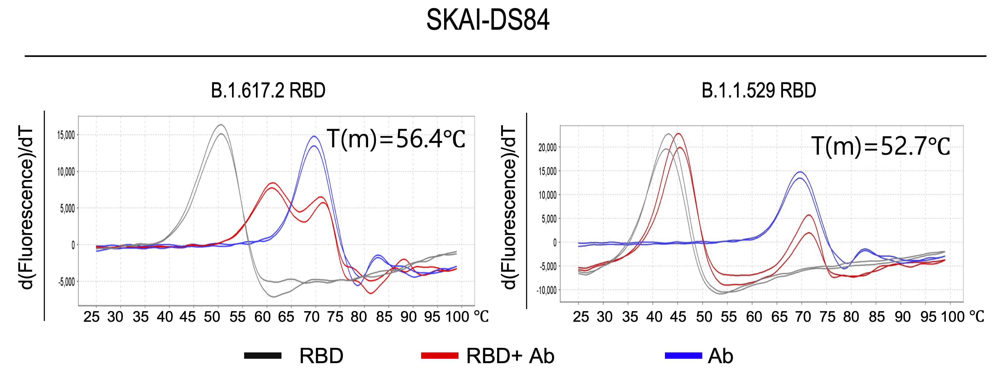 SKAI-DS84
B.1.617.2 RBD
B.1.1.529 RBD
d(Fluorescence)/dT
15,000
10,000
5,000
0
-5,000
T(m)=56.4℃
25 30 35 40 45 50 55 60 65 70 75 80 85 90 95 100 ℃
d(Fluorescence)/dT
20,000
15,000
10,000
5,000
0
-5,000
-10,000
T(m)=52.7℃
25 30 35 40 45 50 55 60 65 70 75 80 85 90 95 100 ℃
RBD RBD+ Ab Ab